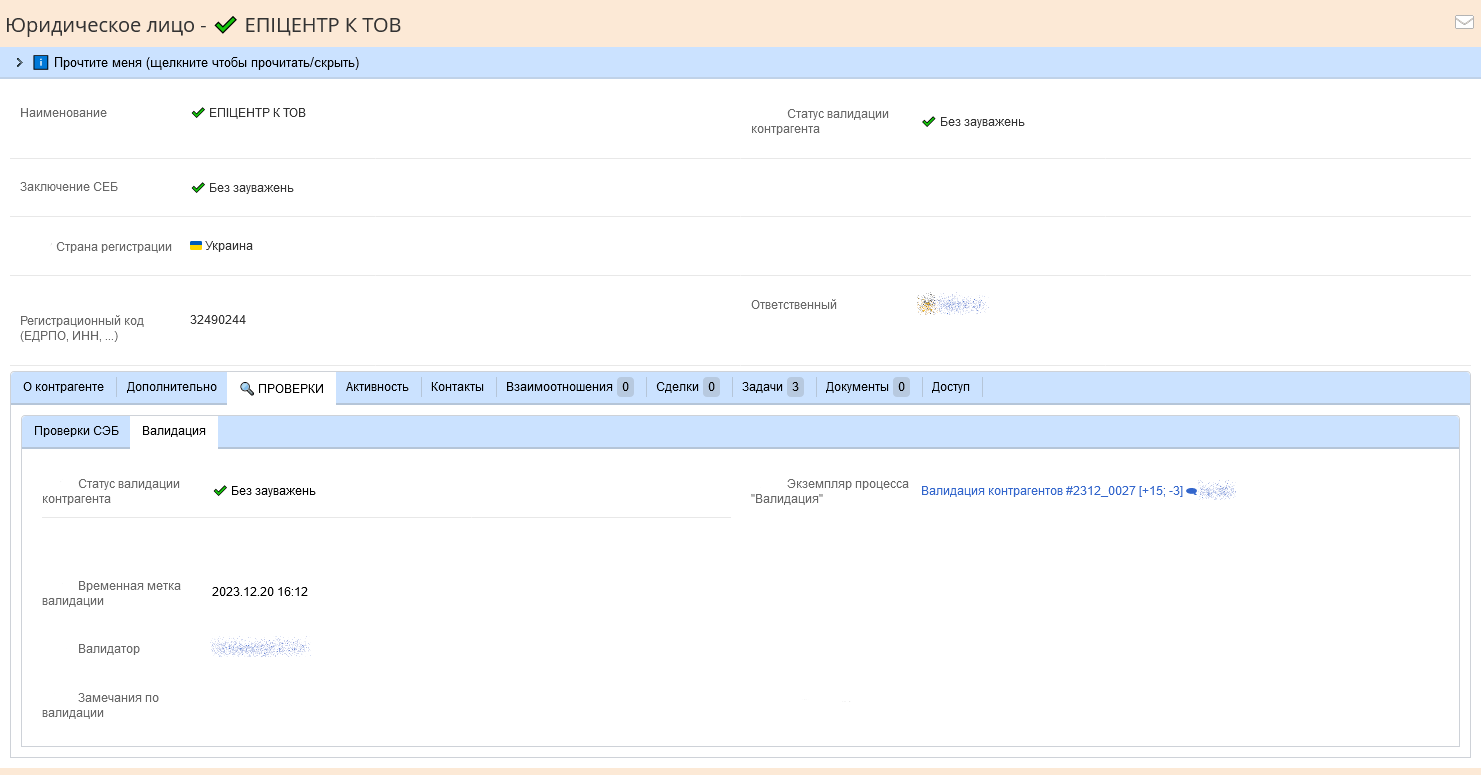 Юридическое лицо - ЕПІЦЕНТР К ТОВ
Прочтите меня (щелкните чтобы прочитать/скрыть)
Наименование
ЕПІЦЕНТР К ТОВ
Статус валидации
контрагента
Без зауважень
Заключение СЕБ
Без зауважень
Страна регистрации
Украина
Регистрационный код
(ЕДРПО, ИНН, ...)
32490244
Ответственный
О контрагенте Дополнительно ПРОВЕРКИ Активность Контакты Взаимоотношения 0 Сделки 0 Задачи 3 Документы 0 Доступ
Проверки СЭБ Валидация
Статус валидации
контрагента
Без зауважень
Экземпляр процесса
"Валидация"
Валидация контрагентов #2312_0027 [+15; -3]
Временная метка
валидации
2023.12.20 16:12
Валидатор
Замечания по
валидации